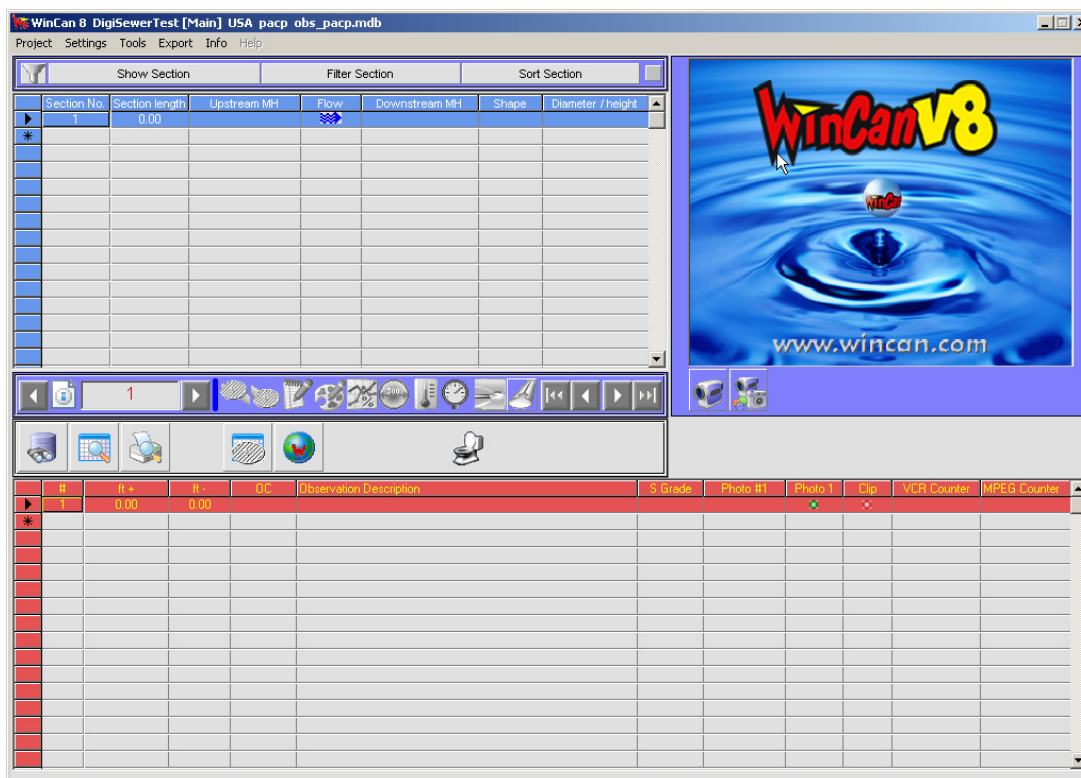 WinCan 8 DigiSewerTest [Main] USA pacp obs_pacp.mdb
Project Settings Tools Export Info Help
Show Section Filter Section Sort Section
Section No. Section length Upstream MH Flow Downstream MH Shape Diameter / height
1 0.00
WinCan V8
WinCan
www.wincan.com
1
# ft + ft - OC Observation Description S Grade Photo #1 Photo 1 Clip VCR Counter MPEG Counter
1 0.00 0.00